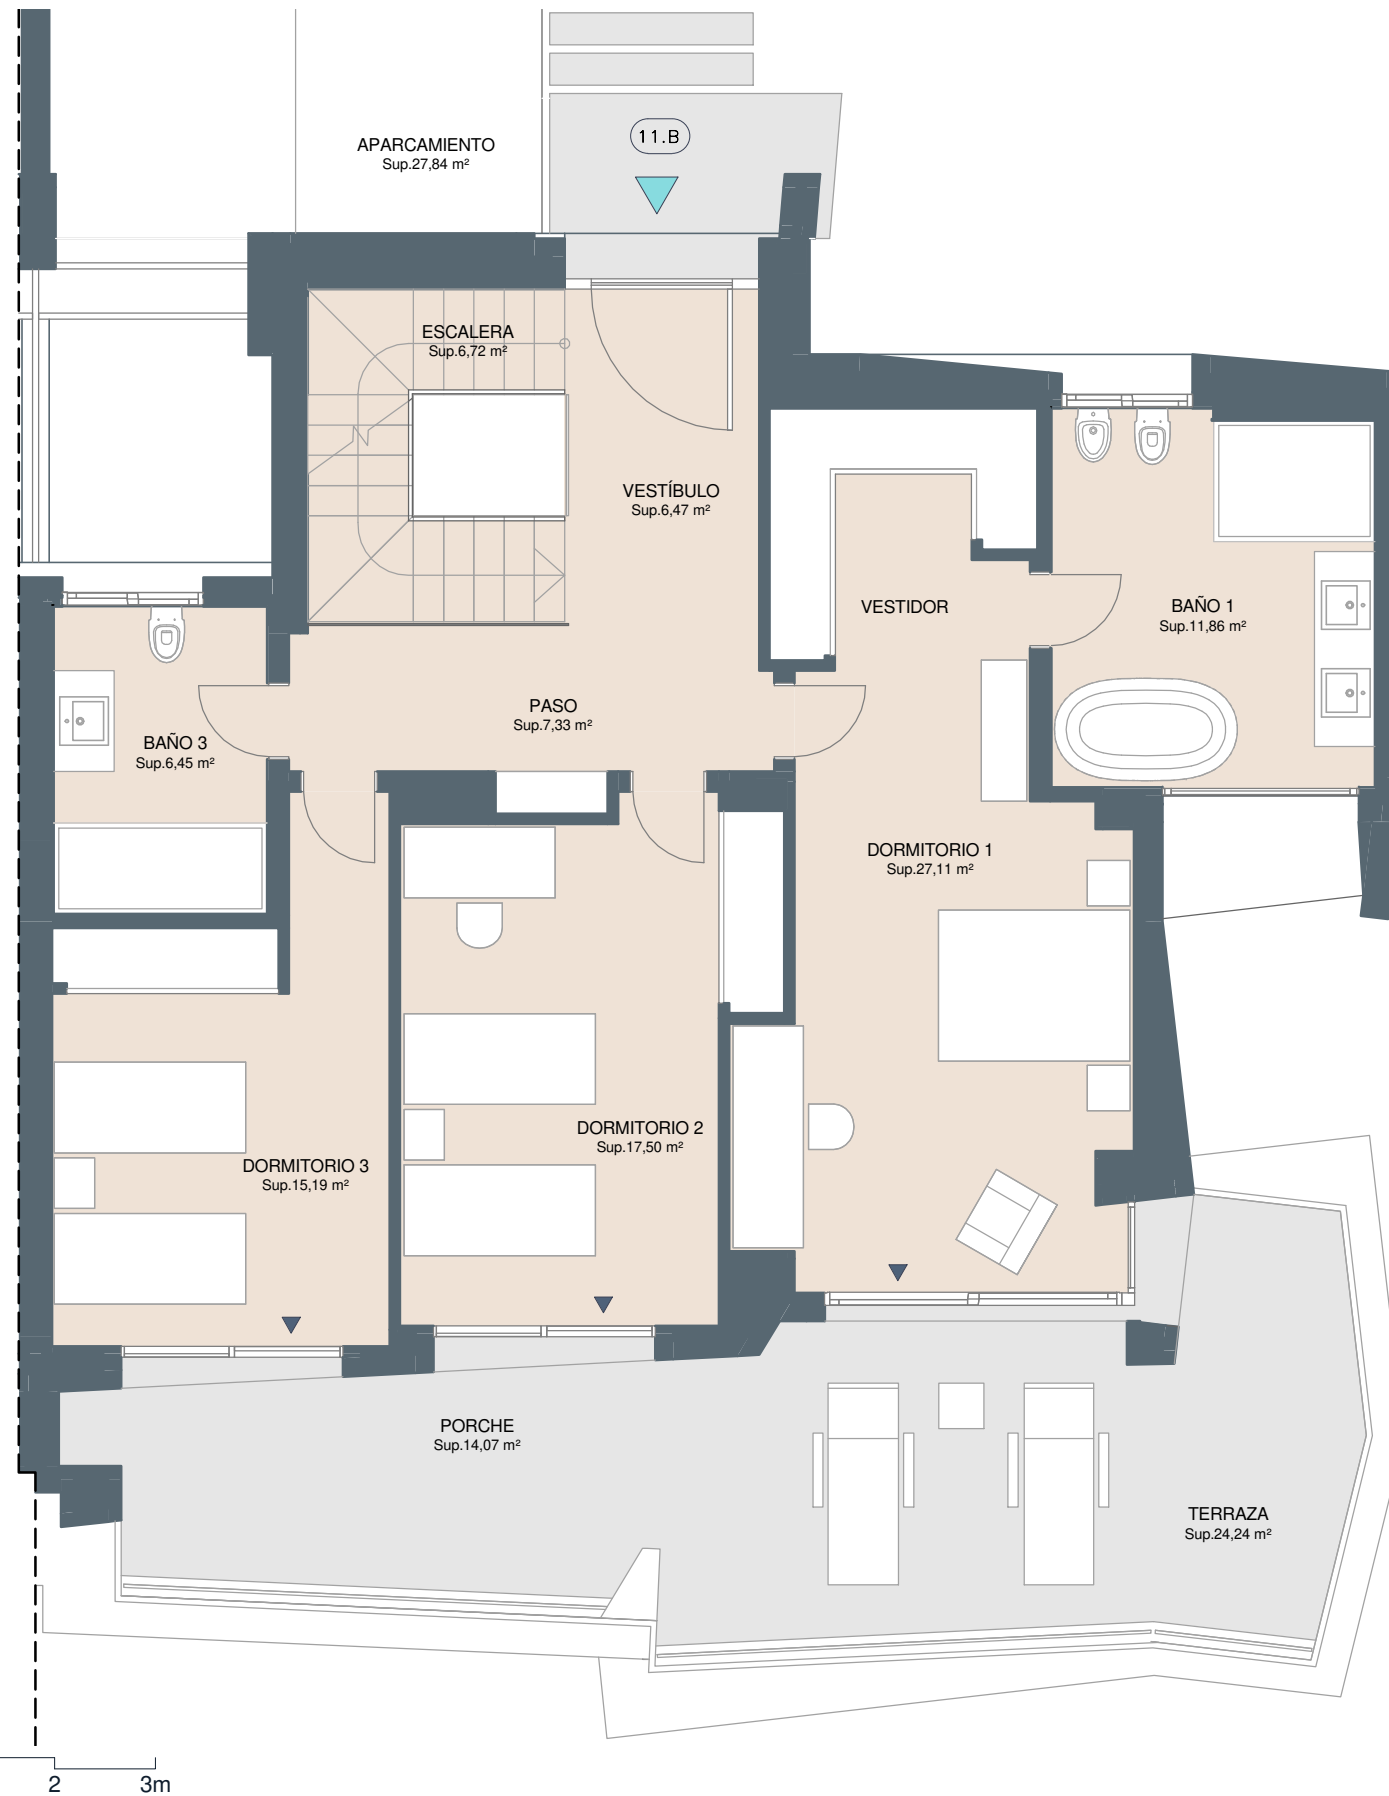 APARCAMIENTO
Sup.27,84 m²
11.B
ESCALERA
Sup.6,72 m²
VESTÍBULO
Sup.6,47 m²
VESTIDOR
BAÑO 1
Sup.11,86 m²
PASO
Sup.7,33 m²
BAÑO 3
Sup.6,45 m²
DORMITORIO 1
Sup.27,11 m²
DORMITORIO 2
Sup.17,50 m²
DORMITORIO 3
Sup.15,19 m²
PORCHE
Sup.14,07 m²
TERRAZA
Sup.24,24 m²
2 3m